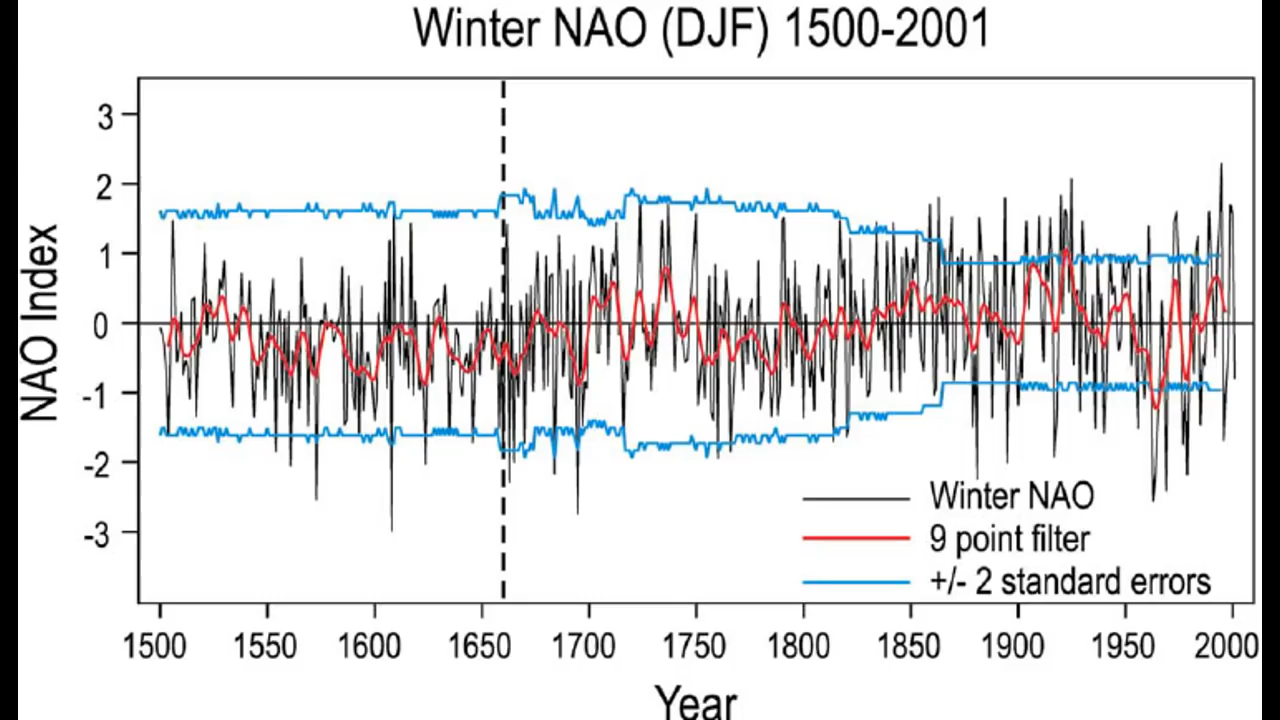 Winter NAO (DJF) 1500-2001
NAO Index
3
2
1
0
-1
-2
-3
Winter NAO
9 point filter
+/- 2 standard errors
1500 1550 1600 1650 1700 1750 1800 1850 1900 1950 2000
Year